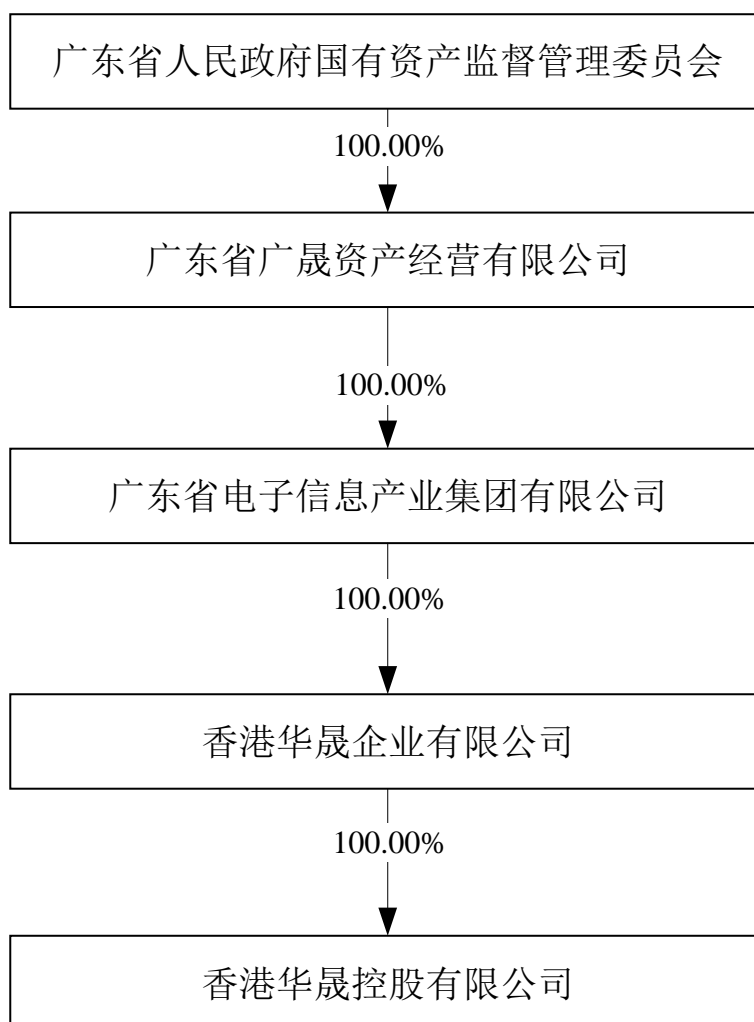 广东省人民政府国有资产监督管理委员会
100.00%
广东省广晟资产经营有限公司
100.00%
广东省电子信息产业集团有限公司
100.00%
香港华晟企业有限公司
100.00%
香港华晟控股有限公司